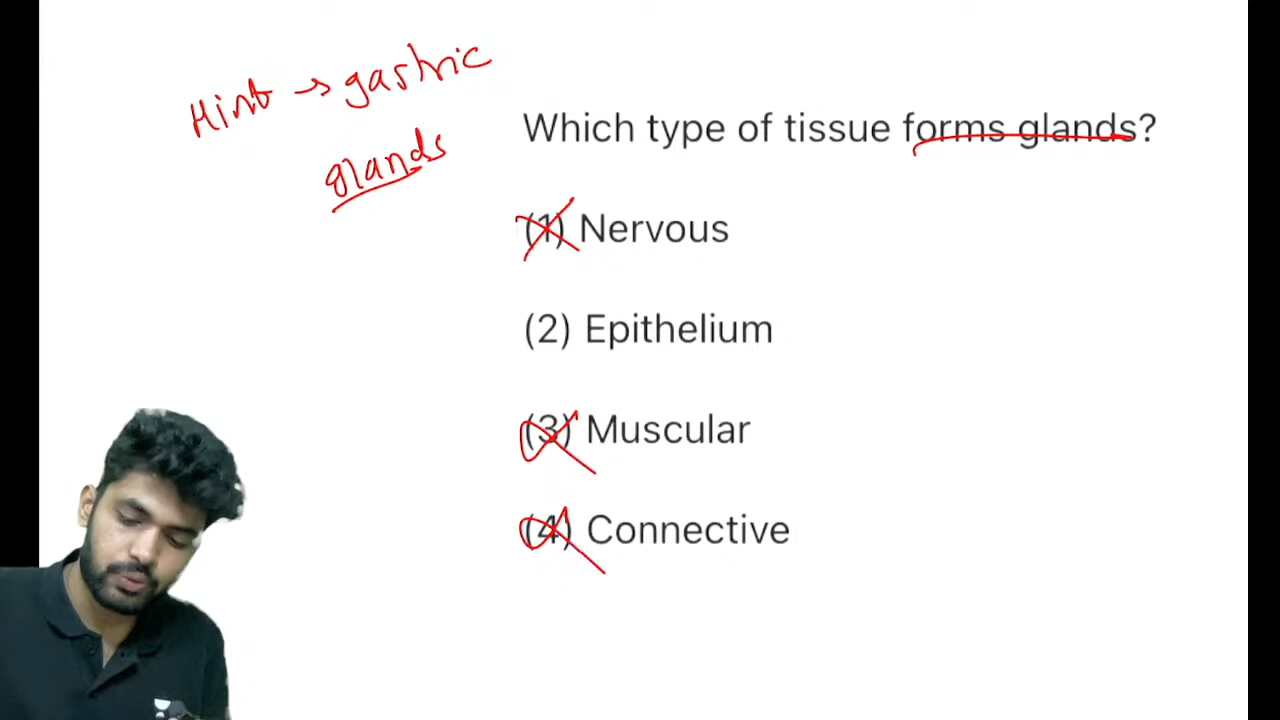 Hint → gastric
glands
Which type of tissue forms glands?
(1) Nervous
(2) Epithelium
(3) Muscular
(4) Connective